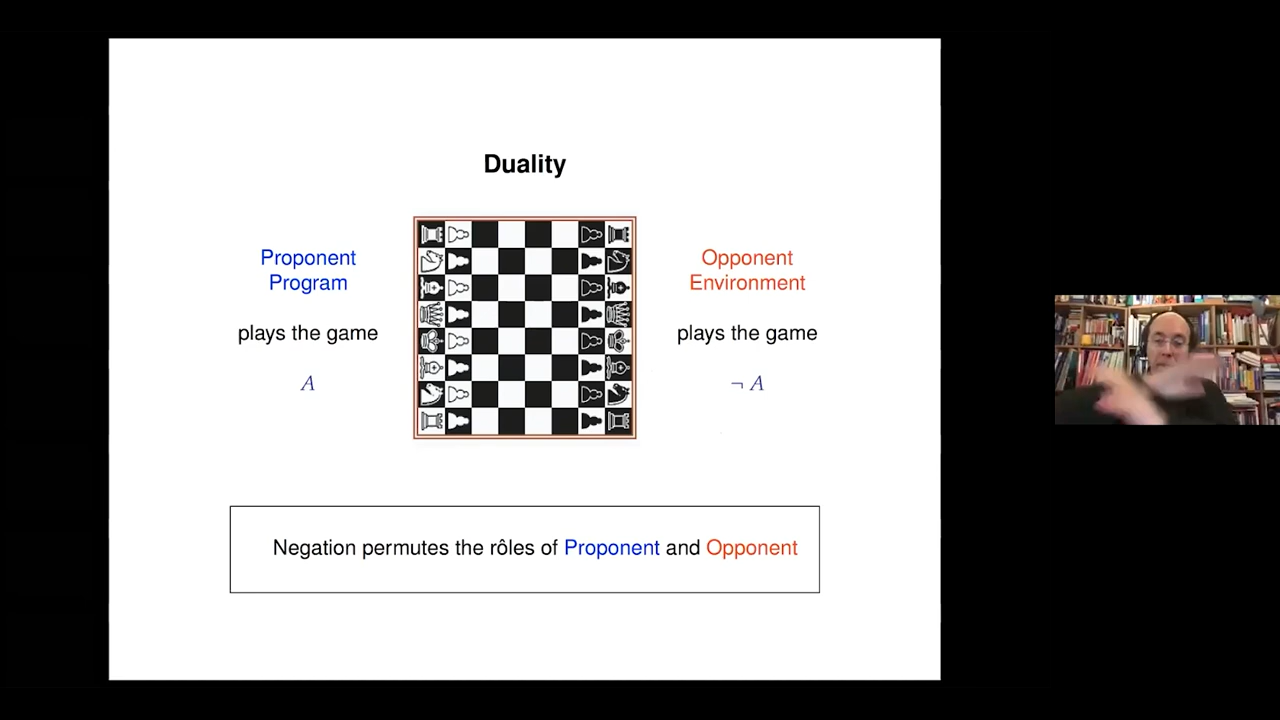 Duality
Proponent
Program
plays the game
A
Opponent
Environment
plays the game
¬ A
Negation permutes the rôles of Proponent and Opponent